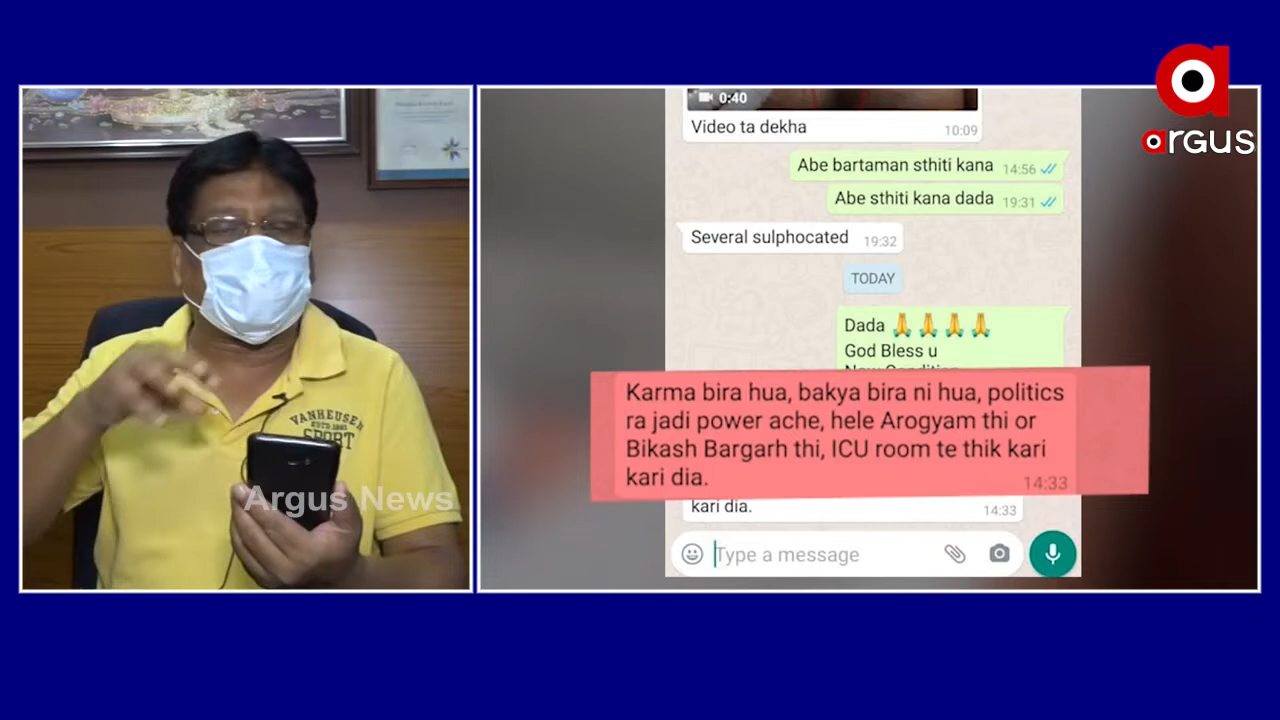 argus
VANHEUSEN
ESTD.1881
SPORT
Argus News
0:40
Video ta dekha 10:09
Abe bartaman sthiti kana 14:56
Abe sthiti kana dada 19:31
Several sulphocated 19:32
TODAY
Dada 🙏🙏🙏🙏
God Bless u
Karma bira hua, bakya bira ni hua, politics
ra jadi power ache, hele Arogyam thi or
Bikash Bargarh thi, ICU room te thik kari
kari dia. 14:33
kari dia. 14:33
Type a message